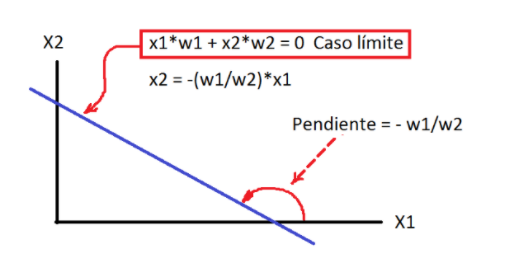 X2
x1*w1 + x2*w2 = 0 Caso límite
x2 = -(w1/w2)*x1
Pendiente = - w1/w2
X1